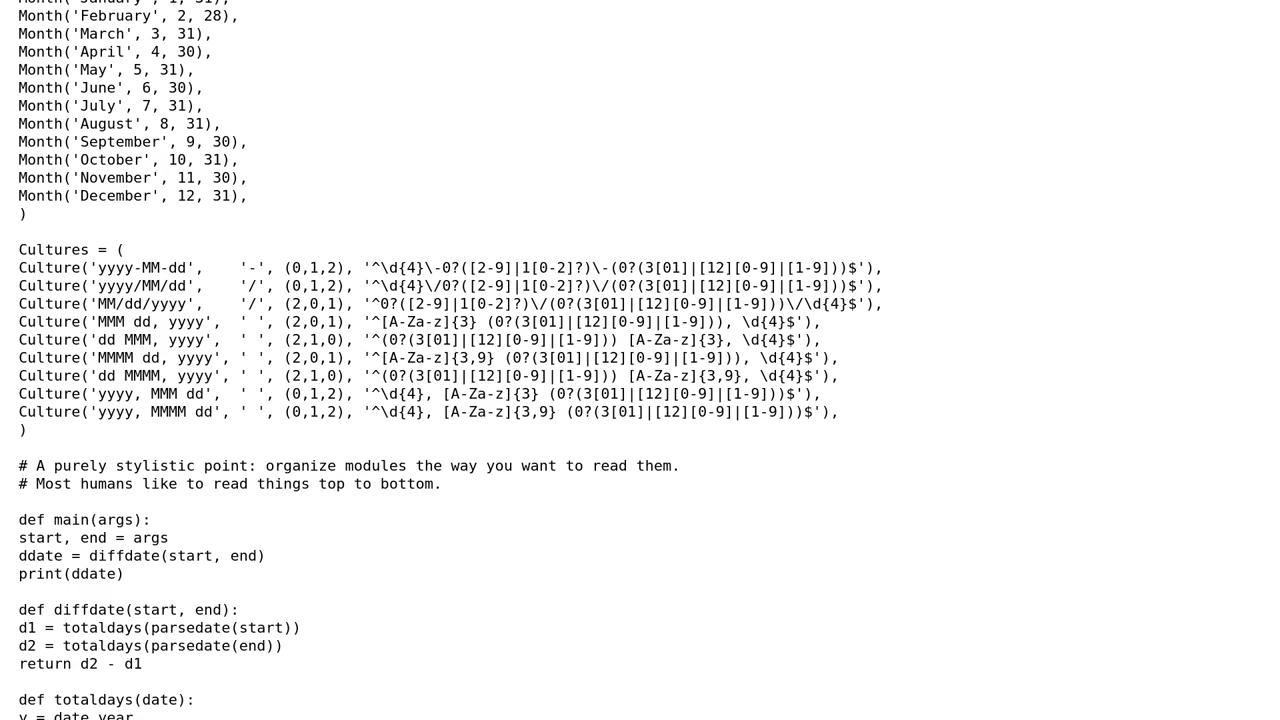 Month('January', 1, 31),
Month('February', 2, 28),
Month('March', 3, 31),
Month('April', 4, 30),
Month('May', 5, 31),
Month('June', 6, 30),
Month('July', 7, 31),
Month('August', 8, 31),
Month('September', 9, 30),
Month('October', 10, 31),
Month('November', 11, 30),
Month('December', 12, 31),
)
Cultures = (
Culture('yyyy-MM-dd',    '-', (0,1,2), '^\d{4}\-0?([2-9]|1[0-2]?)\-(0?(3[01]|[12][0-9]|[1-9]))$'),
Culture('yyyy/MM/dd',    '/', (0,1,2), '^\d{4}\/0?([2-9]|1[0-2]?)\/(0?(3[01]|[12][0-9]|[1-9]))$'),
Culture('MM/dd/yyyy',    '/', (2,0,1), '^0?([2-9]|1[0-2]?)\/(0?(3[01]|[12][0-9]|[1-9]))\/\d{4}$'),
Culture('MMM dd, yyyy',  ' ', (2,0,1), '^[A-Za-z]{3} (0?(3[01]|[12][0-9]|[1-9])), \d{4}$'),
Culture('dd MMM, yyyy',  ' ', (2,1,0), '^(0?(3[01]|[12][0-9]|[1-9])) [A-Za-z]{3}, \d{4}$'),
Culture('MMMM dd, yyyy', ' ', (2,0,1), '^[A-Za-z]{3,9} (0?(3[01]|[12][0-9]|[1-9])), \d{4}$'),
Culture('dd MMMM, yyyy', ' ', (2,1,0), '^(0?(3[01]|[12][0-9]|[1-9])) [A-Za-z]{3,9}, \d{4}$'),
Culture('yyyy, MMM dd',  ' ', (0,1,2), '^\d{4}, [A-Za-z]{3} (0?(3[01]|[12][0-9]|[1-9]))$'),
Culture('yyyy, MMMM dd', ' ', (0,1,2), '^\d{4}, [A-Za-z]{3,9} (0?(3[01]|[12][0-9]|[1-9]))$'),
)
# A purely stylistic point: organize modules the way you want to read them.
# Most humans like to read things top to bottom.
def main(args):
start, end = args
ddate = diffdate(start, end)
print(ddate)
def diffdate(start, end):
d1 = totaldays(parsedate(start))
d2 = totaldays(parsedate(end))
return d2 - d1
def totaldays(date):
y = date.year